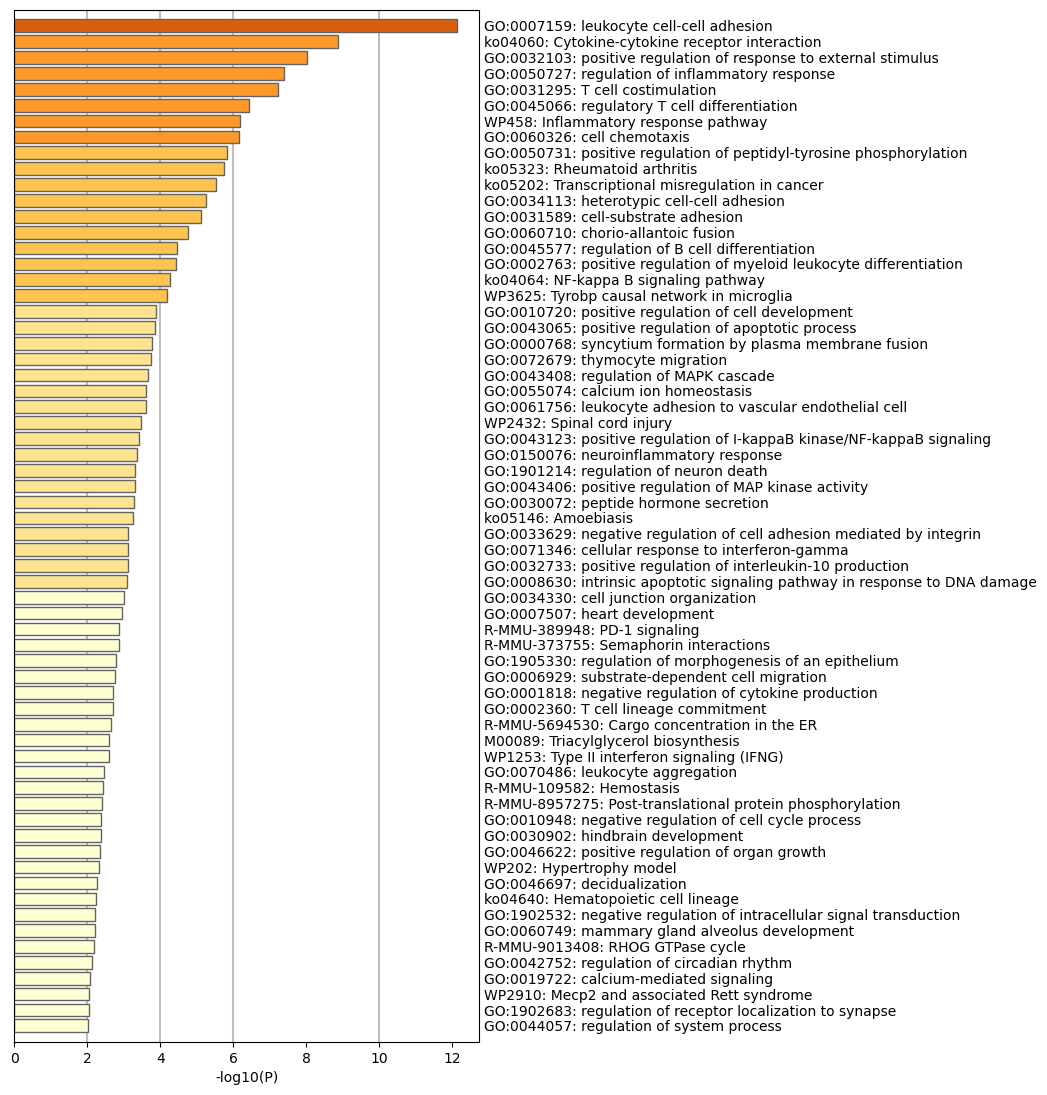 GO:0007159: leukocyte cell-cell adhesion
ko04060: Cytokine-cytokine receptor interaction
GO:0032103: positive regulation of response to external stimulus
GO:0050727: regulation of inflammatory response
GO:0031295: T cell costimulation
GO:0045066: regulatory T cell differentiation
WP458: Inflammatory response pathway
GO:0060326: cell chemotaxis
GO:0050731: positive regulation of peptidyl-tyrosine phosphorylation
ko05323: Rheumatoid arthritis
ko05202: Transcriptional misregulation in cancer
GO:0034113: heterotypic cell-cell adhesion
GO:0031589: cell-substrate adhesion
GO:0060710: chorio-allantoic fusion
GO:0045577: regulation of B cell differentiation
GO:0002763: positive regulation of myeloid leukocyte differentiation
ko04064: NF-kappa B signaling pathway
WP3625: Tyrobp causal network in microglia
GO:0010720: positive regulation of cell development
GO:0043065: positive regulation of apoptotic process
GO:0000768: syncytium formation by plasma membrane fusion
GO:0072679: thymocyte migration
GO:0043408: regulation of MAPK cascade
GO:0055074: calcium ion homeostasis
GO:0061756: leukocyte adhesion to vascular endothelial cell
WP2432: Spinal cord injury
GO:0043123: positive regulation of I-kappaB kinase/NF-kappaB signaling
GO:0150076: neuroinflammatory response
GO:1901214: regulation of neuron death
GO:0043406: positive regulation of MAP kinase activity
GO:0030072: peptide hormone secretion
ko05146: Amoebiasis
GO:0033629: negative regulation of cell adhesion mediated by integrin
GO:0071346: cellular response to interferon-gamma
GO:0032733: positive regulation of interleukin-10 production
GO:0008630: intrinsic apoptotic signaling pathway in response to DNA damage
GO:0034330: cell junction organization
GO:0007507: heart development
R-MMU-389948: PD-1 signaling
R-MMU-373755: Semaphorin interactions
GO:1905330: regulation of morphogenesis of an epithelium
GO:0006929: substrate-dependent cell migration
GO:0001818: negative regulation of cytokine production
GO:0002360: T cell lineage commitment
R-MMU-5694530: Cargo concentration in the ER
M00089: Triacylglycerol biosynthesis
WP1253: Type II interferon signaling (IFNG)
GO:0070486: leukocyte aggregation
R-MMU-109582: Hemostasis
R-MMU-8957275: Post-translational protein phosphorylation
GO:0010948: negative regulation of cell cycle process
GO:0030902: hindbrain development
GO:0046622: positive regulation of organ growth
WP202: Hypertrophy model
GO:0046697: decidualization
ko04640: Hematopoietic cell lineage
GO:1902532: negative regulation of intracellular signal transduction
GO:0060749: mammary gland alveolus development
R-MMU-9013408: RHOG GTPase cycle
GO:0042752: regulation of circadian rhythm
GO:0019722: calcium-mediated signaling
WP2910: Mecp2 and associated Rett syndrome
GO:1902683: regulation of receptor localization to synapse
GO:0044057: regulation of system process
0 2 4 6 8 10 12
-log10(P)